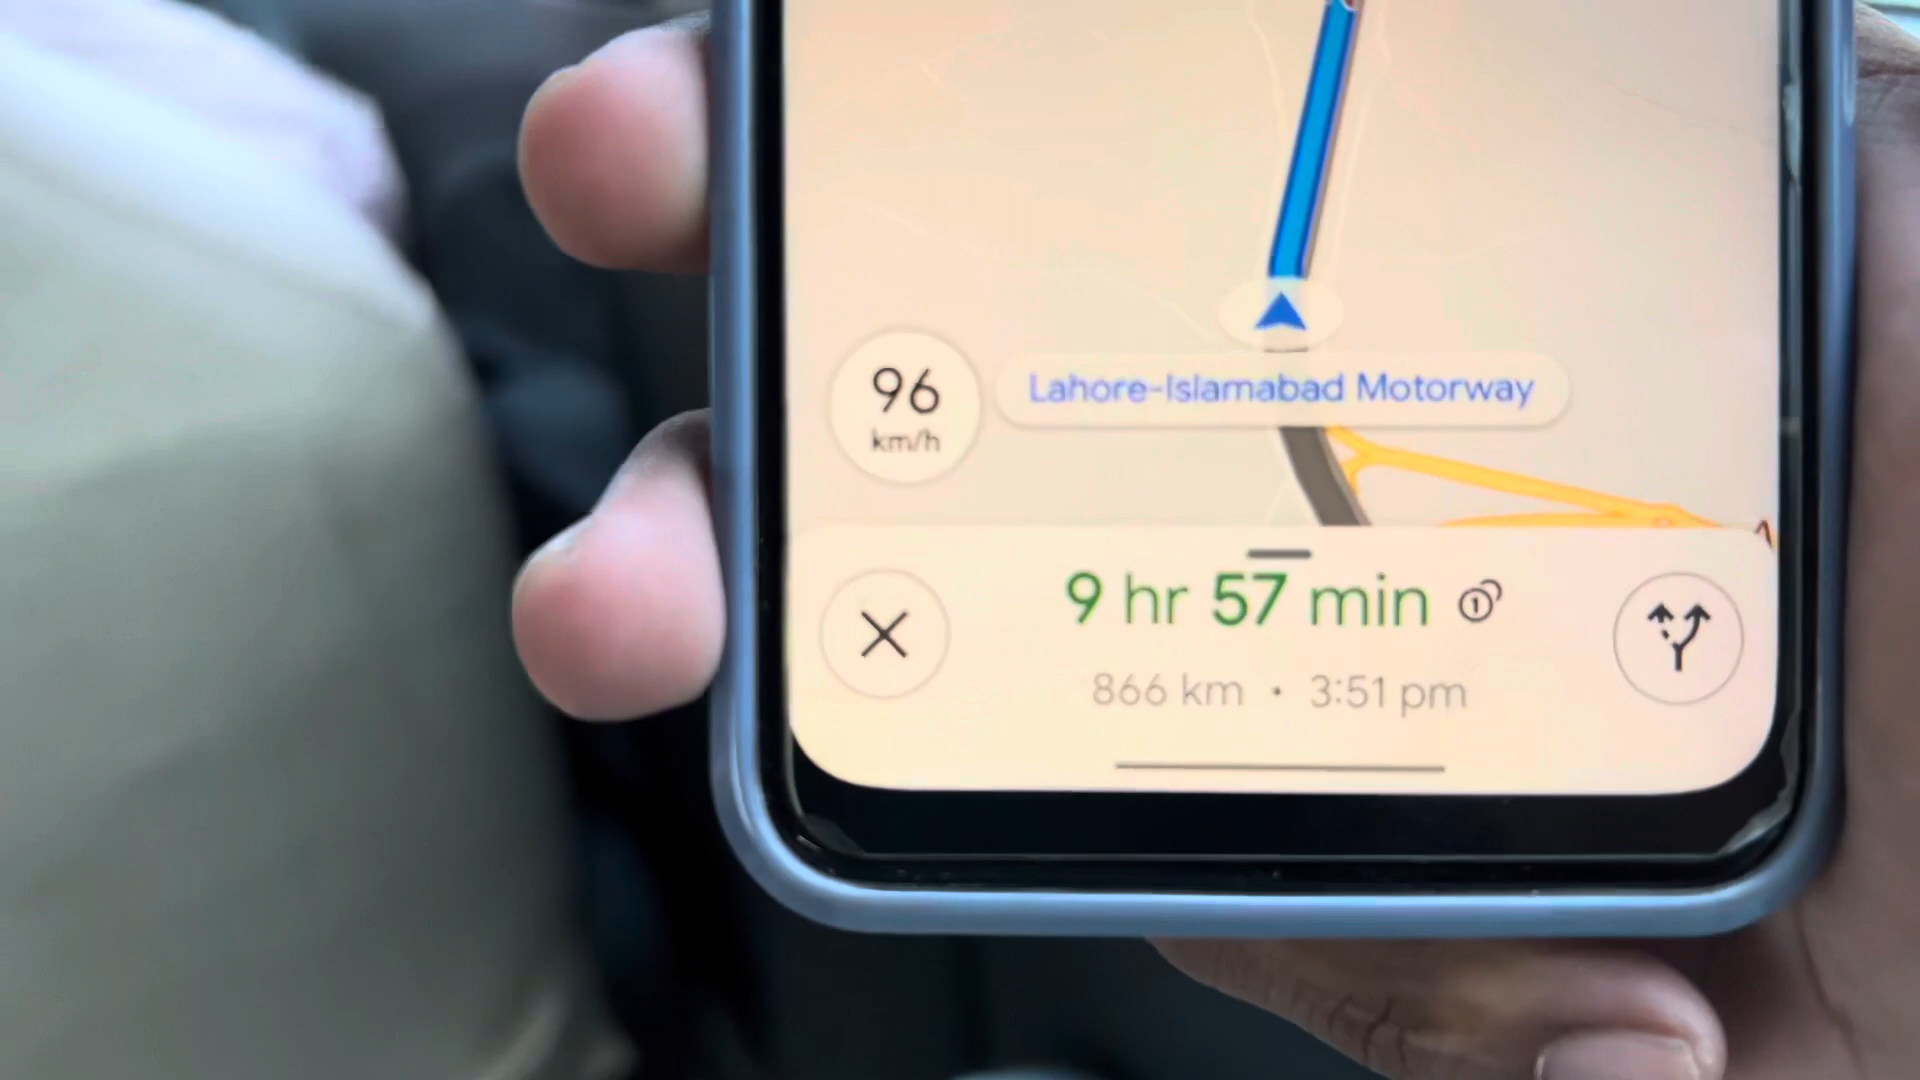 96
km/h
Lahore-Islamabad Motorway
9 hr 57 min
866 km · 3:51 pm